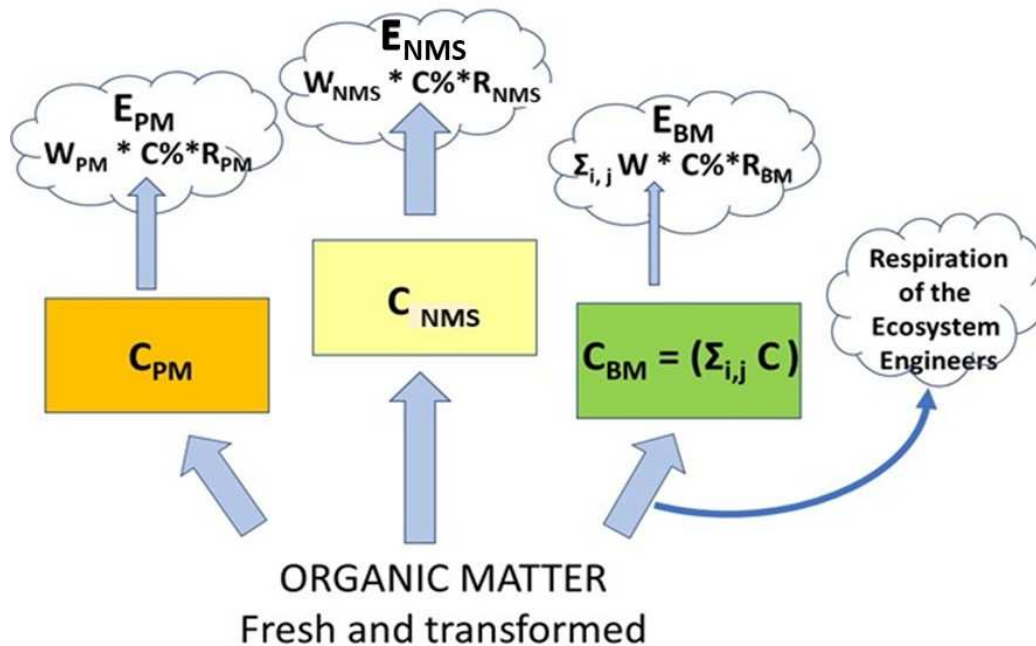 E_NMS
W_NMS * C%*R_NMS
E_PM
W_PM * C%*R_PM
E_BM
Σ_i, j W * C%*R_BM
Respiration
of the
Ecosystem
Engineers
C_PM
C_NMS
C_BM = (Σ_i,j C )
ORGANIC MATTER
Fresh and transformed